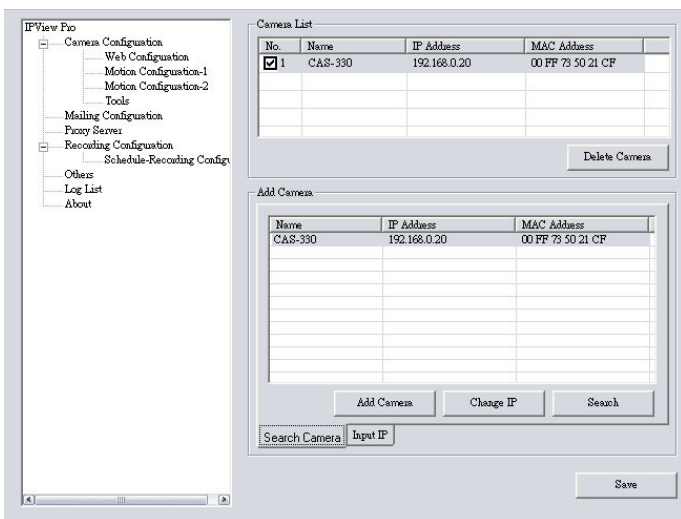 IPView Pro
Camera Configuration
Web Configuration
Motion Configuration-1
Motion Configuration-2
Tools
Mailing Configuration
Proxy Server
Recording Configuration
Schedule-Recording Configu
Others
Log List
About
Camera List
No. Name IP Address MAC Address
1 CAS-330 192.168.0.20 00 FF 73 50 21 CF
Delete Camera
Add Camera
Name IP Address MAC Address
CAS-330 192.168.0.20 00 FF 73 50 21 CF
Add Camera Change IP Search
Search Camera Input IP
Save